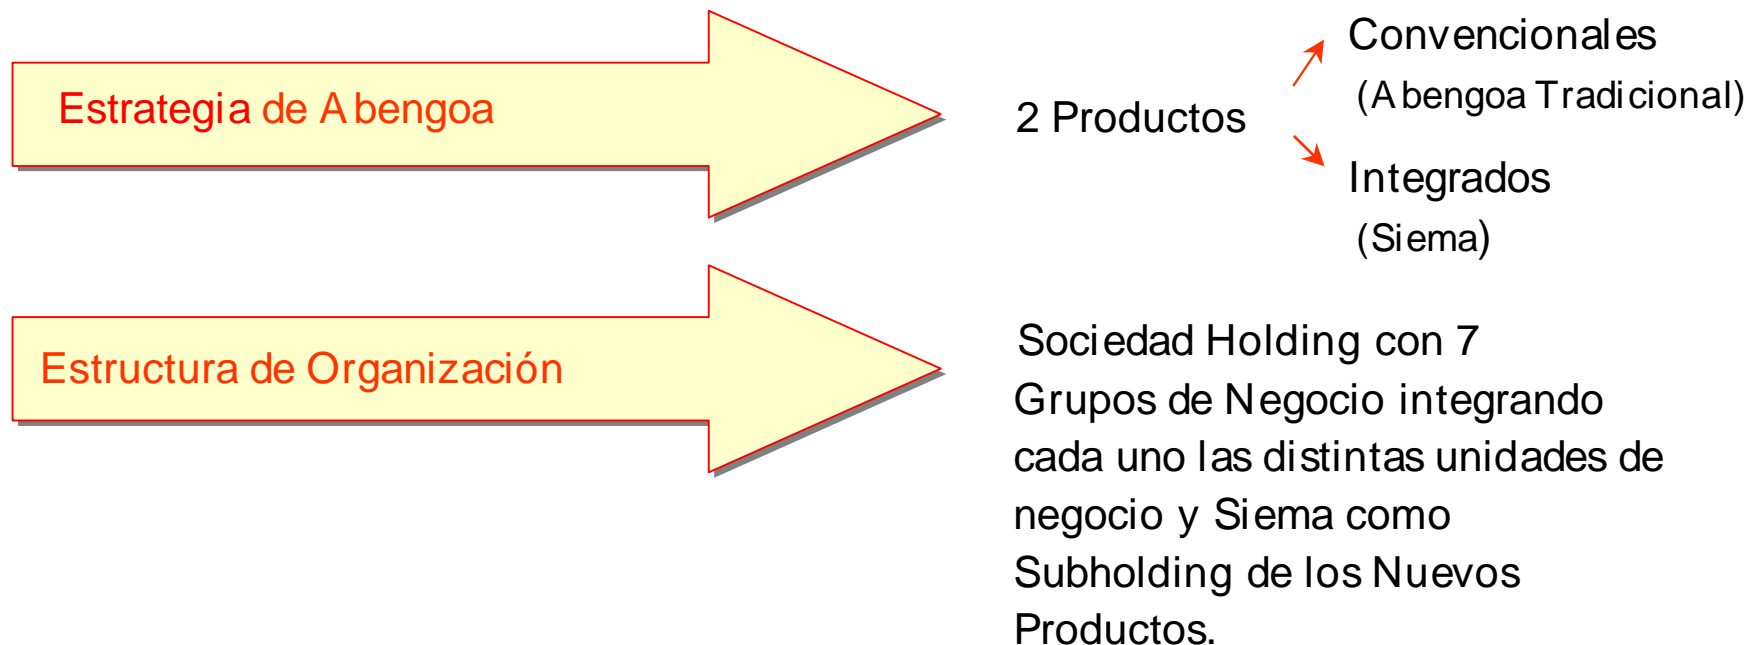 Estrategia de Abengoa
2 Productos
Convencionales
(Abengoa Tradicional)
Integrados
(Siema)
Estructura de Organización
Sociedad Holding con 7
Grupos de Negocio integrando
cada uno las distintas unidades de
negocio y Siema como
Subholding de los Nuevos
Productos.